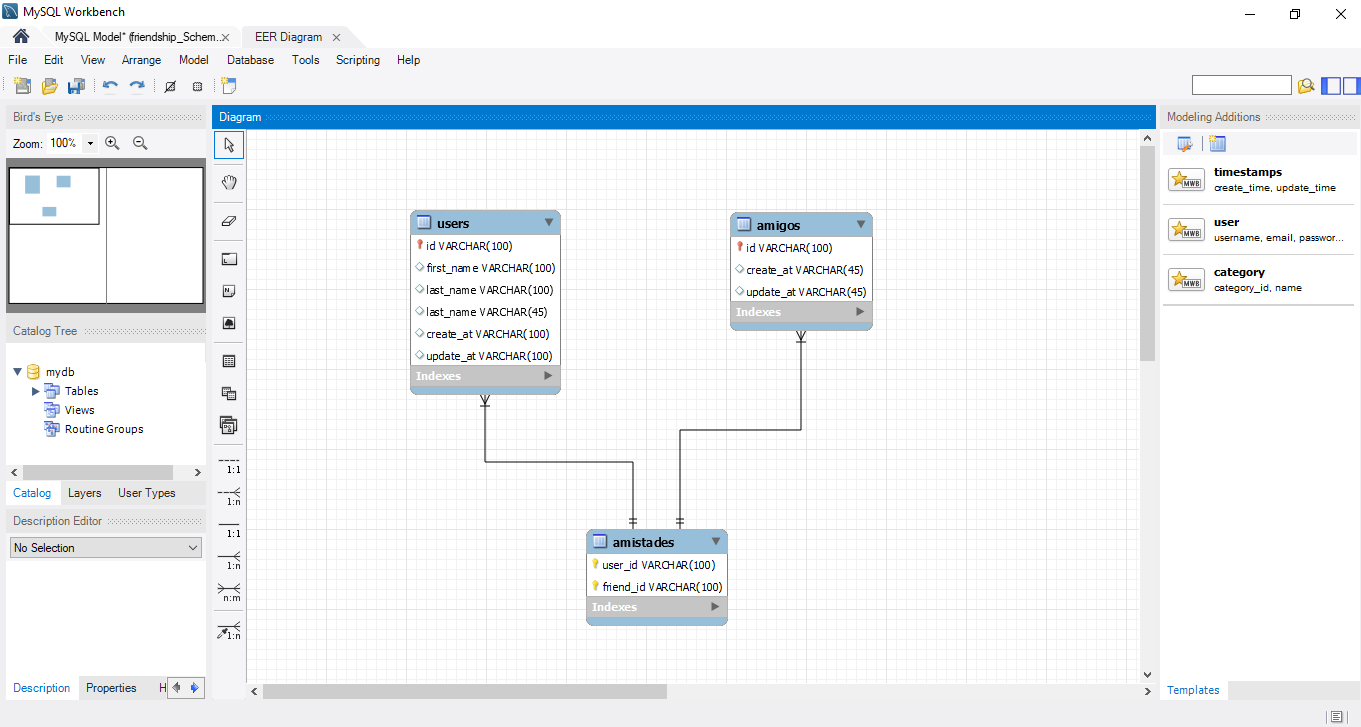 MySQL Workbench
MySQL Model* (friendship_Schem...
EER Diagram
File Edit View Arrange Model Database Tools Scripting Help
Bird's Eye
Zoom: 100%
Catalog Tree
mydb
Tables
Views
Routine Groups
Catalog Layers User Types
Description Editor
No Selection
Description Properties H
Diagram
1:1
1:n
1:1
1:n
n:m
1:n
users
id VARCHAR(100)
first_name VARCHAR(100)
last_name VARCHAR(100)
last_name VARCHAR(45)
create_at VARCHAR(100)
update_at VARCHAR(100)
Indexes
amigos
id VARCHAR(100)
create_at VARCHAR(45)
update_at VARCHAR(45)
Indexes
amistades
user_id VARCHAR(100)
friend_id VARCHAR(100)
Indexes
Modeling Additions
MWB
timestamps
create_time, update_time
MWB
user
username, email, passwor...
MWB
category
category_id, name
Templates